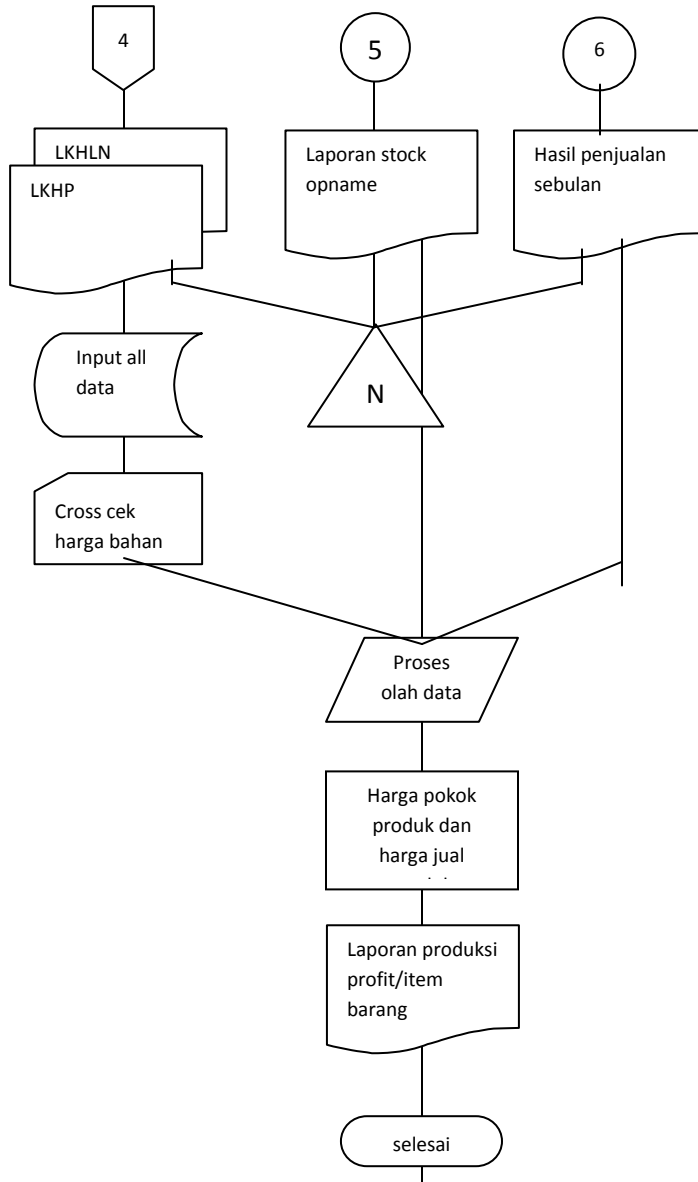 4
5
6
LKHLN
LKHP
Laporan stock
opname
Hasil penjualan
sebulan
Input all
data
N
Cross cek
harga bahan
Proses
olah data
Harga pokok
produk dan
harga jual
Laporan produksi
profit/item
barang
selesai